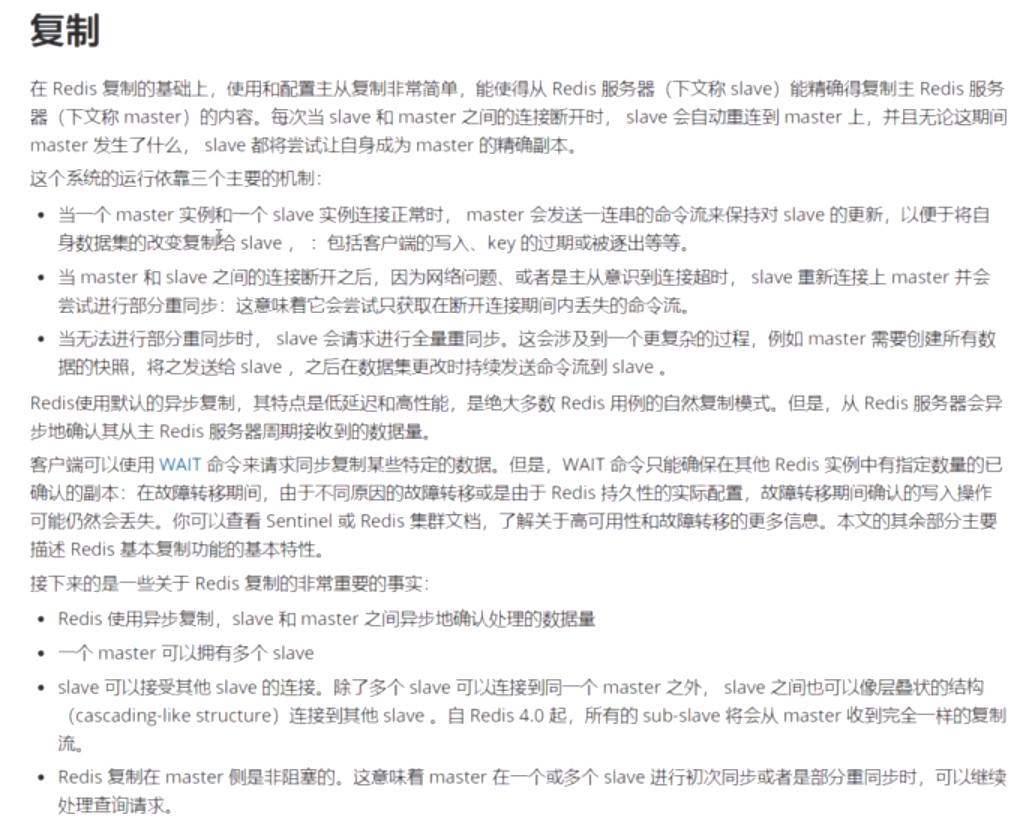 复制
在 Redis 复制的基础上，使用和配置主从复制非常简单，能使得从 Redis 服务器（下文称 slave）能精确得复制主 Redis 服务
器（下文称 master）的内容。每次当 slave 和 master 之间的连接断开时， slave 会自动重连到 master 上，并且无论这期间
master 发生了什么， slave 都将尝试让自身成为 master 的精确副本。
这个系统的运行依靠三个主要的机制：
• 当一个 master 实例和一个 slave 实例连接正常时， master 会发送一连串的命令流来保持对 slave 的更新，以便于将自
身数据集的改变复制给 slave ， ：包括客户端的写入、key 的过期或被逐出等等。
• 当 master 和 slave 之间的连接断开之后，因为网络问题、或者是主从意识到连接超时， slave 重新连接上 master 并会
尝试进行部分重同步：这意味着它会尝试只获取在断开连接期间内丢失的命令流。
• 当无法进行部分重同步时， slave 会请求进行全量重同步。这会涉及到一个更复杂的过程，例如 master 需要创建所有数
据的快照，将之发送给 slave ，之后在数据集更改时持续发送命令流到 slave 。
Redis使用默认的异步复制，其特点是低延迟和高性能，是绝大多数 Redis 用例的自然复制模式。但是，从 Redis 服务器会异
步地确认其从主 Redis 服务器周期接收到的数据量。
客户端可以使用 WAIT 命令来请求同步复制某些特定的数据。但是，WAIT 命令只能确保在其他 Redis 实例中有指定数量的已
确认的副本：在故障转移期间，由于不同原因的故障转移或是由于 Redis 持久性的实际配置，故障转移期间确认的写入操作
可能仍然会丢失。你可以查看 Sentinel 或 Redis 集群文档，了解关于高可用性和故障转移的更多信息。本文的其余部分主要
描述 Redis 基本复制功能的基本特性。
接下来的是一些关于 Redis 复制的非常重要的事实：
• Redis 使用异步复制，slave 和 master 之间异步地确认处理的数据量
• 一个 master 可以拥有多个 slave
• slave 可以接受其他 slave 的连接。除了多个 slave 可以连接到同一个 master 之外， slave 之间也可以像层叠状的结构
（cascading-like structure）连接到其他 slave 。自 Redis 4.0 起，所有的 sub-slave 将会从 master 收到完全一样的复制
流。
• Redis 复制在 master 侧是非阻塞的。这意味着 master 在一个或多个 slave 进行初次同步或者是部分重同步时，可以继续
处理查询请求。